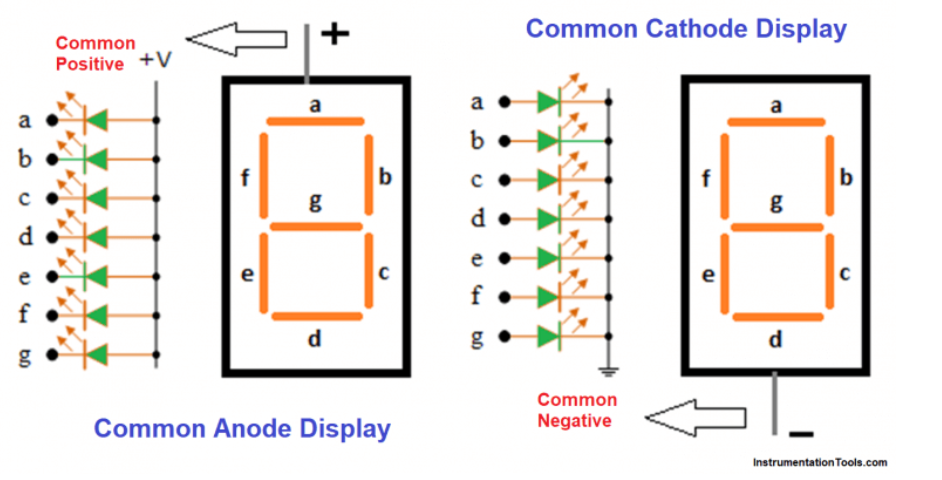 Common
Positive
+V
+
a
b
c
d
e
f
g
a
f
b
g
e
c
d
Common Anode Display
Common Cathode Display
a
b
c
d
e
f
g
a
f
b
g
e
c
d
Common
Negative
−
InstrumentationTools.com